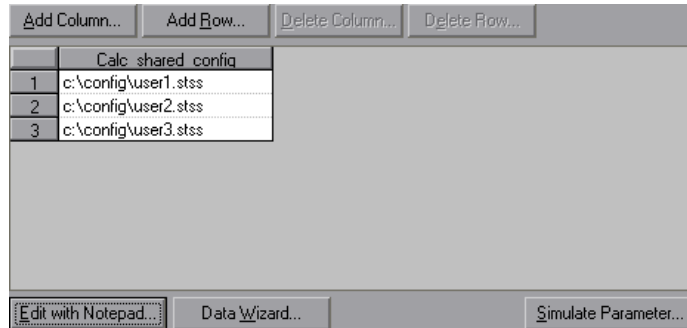 Add Column... Add Row... Delete Column... Delete Row...
Calc_shared_config
1 c:\config\user1.stss
2 c:\config\user2.stss
3 c:\config\user3.stss
Edit with Notepad... Data Wizard... Simulate Parameter...